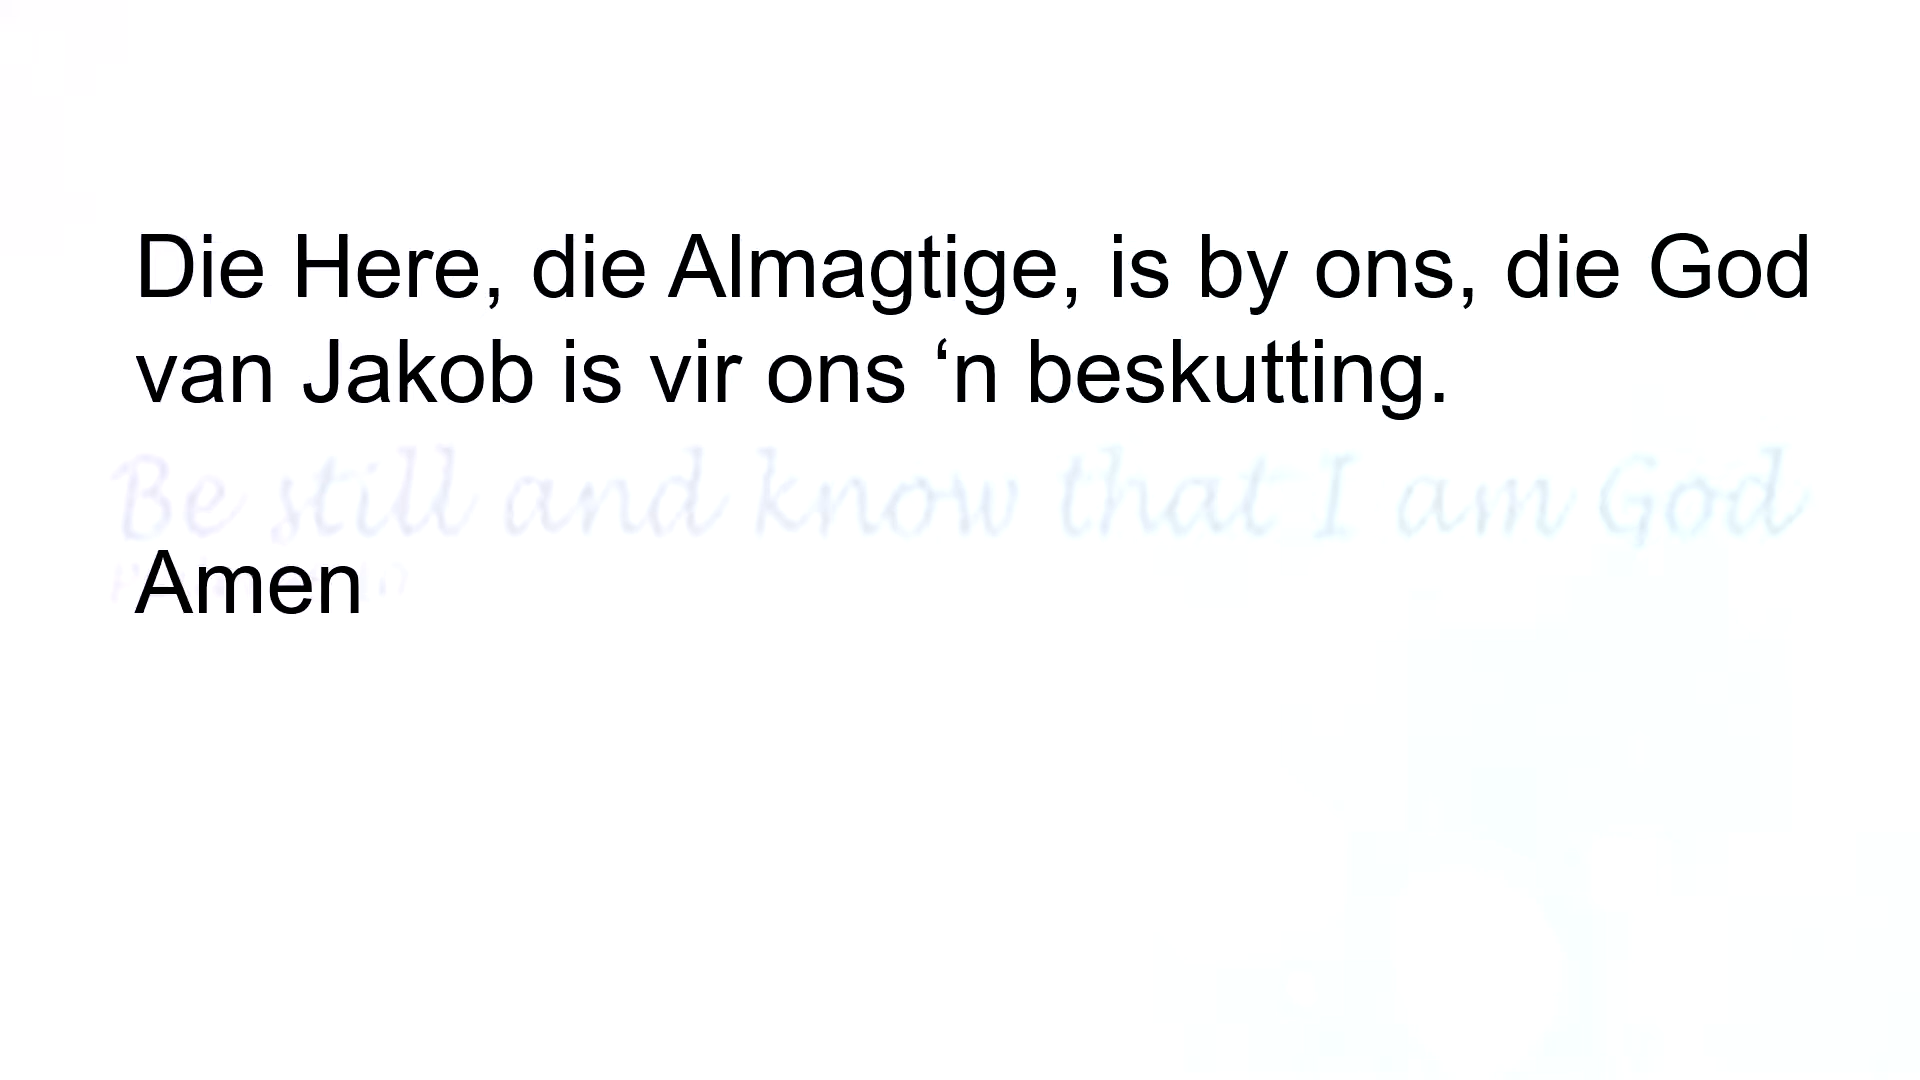 Die Here, die Almagtige, is by ons, die God
van Jakob is vir ons ‘n beskutting.
Be still and know that I am God
Amen